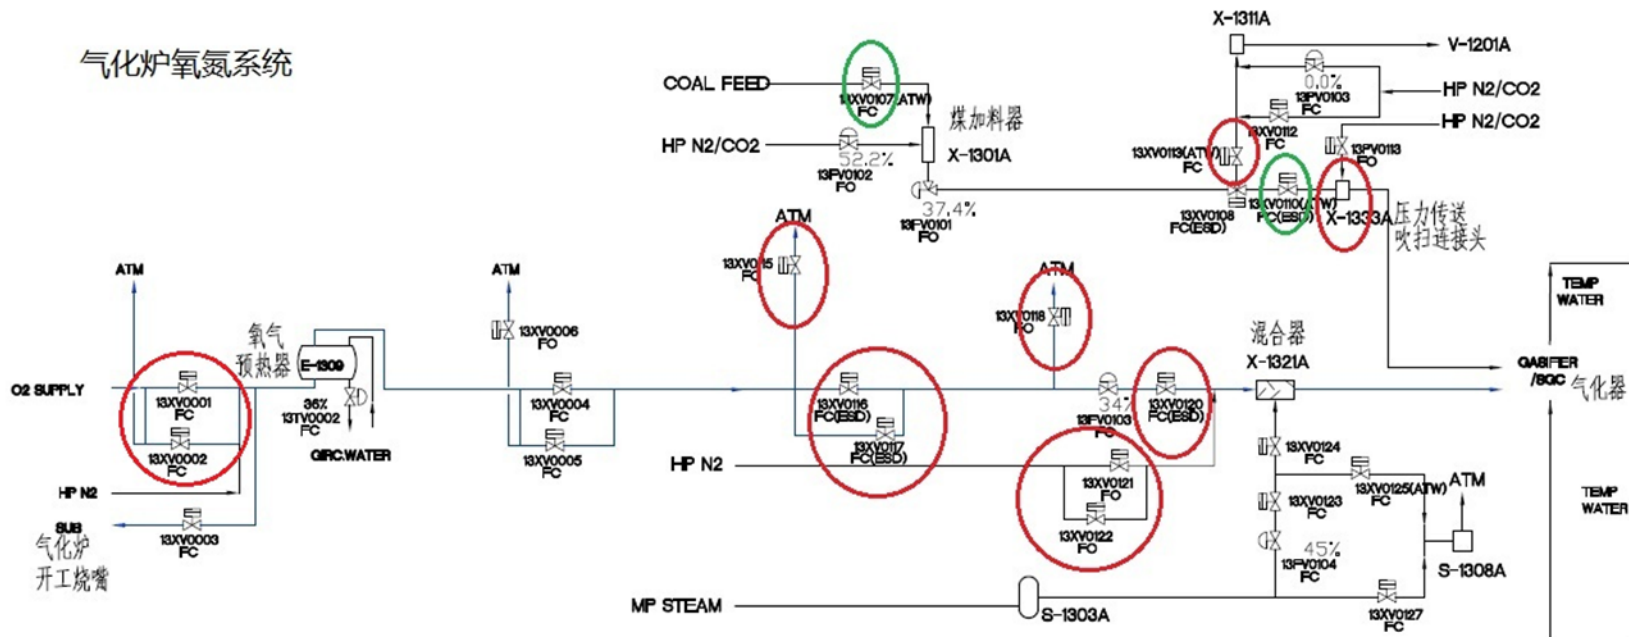 气化炉氧氮系统
X-1311A
V-1201A
COAL FEED
13XV0107(ATW)
FC
0.0%
13PV0103
FC
HP N2/CO2
煤加料器
13XV0112
FC
HP N2/CO2
HP N2/CO2
52.2%
13FV0102
FO
X-1301A
13XV0113(ATW)
FC
13PV0113
FO
37.4%
13FV0101
FO
13XV0108
FC(ESD)
13XV0110(ATW)
FC(ESD)
X-1333A
压力传送
吹扫连接头
ATM
ATM
ATM
ATM
13XV0115
FO
TEMP
WATER
氧气
预热器
E-1309
13XV0006
FO
13XV0118
FO
混合器
X-1321A
GASIFIER
/SGC
气化器
O2 SUPPLY
13XV0001
FC
36%
13TV0002
FC
13XV0004
FC
13XV0116
FC(ESD)
34%
13FV0103
FC
13XV0120
FC(ESD)
13XV0002
FC
CIRC.WATER
13XV0005
FC
13XV0117
FC(ESD)
HP N2
13XV0121
FO
13XV0124
FC
13XV0125(ATW)
FC
ATM
HP N2
13XV0123
FC
TEMP
WATER
SUB
13XV0003
FC
13XV0122
FO
气化炉
开工烧嘴
45%
13FV0104
FC
S-1308A
MP STEAM
S-1303A
13XV0127
FC